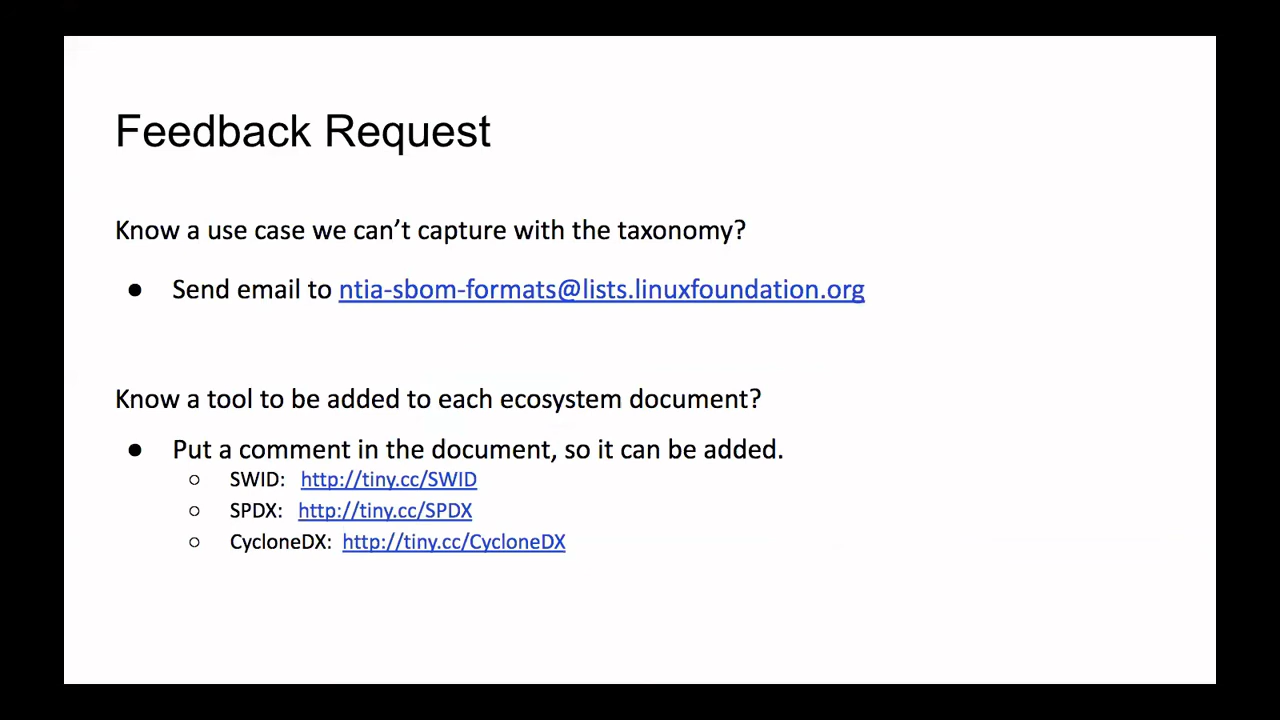 Feedback Request
Know a use case we can’t capture with the taxonomy?
● Send email to ntia-sbom-formats@lists.linuxfoundation.org
Know a tool to be added to each ecosystem document?
● Put a comment in the document, so it can be added.
○ SWID: http://tiny.cc/SWID
○ SPDX: http://tiny.cc/SPDX
○ CycloneDX: http://tiny.cc/CycloneDX